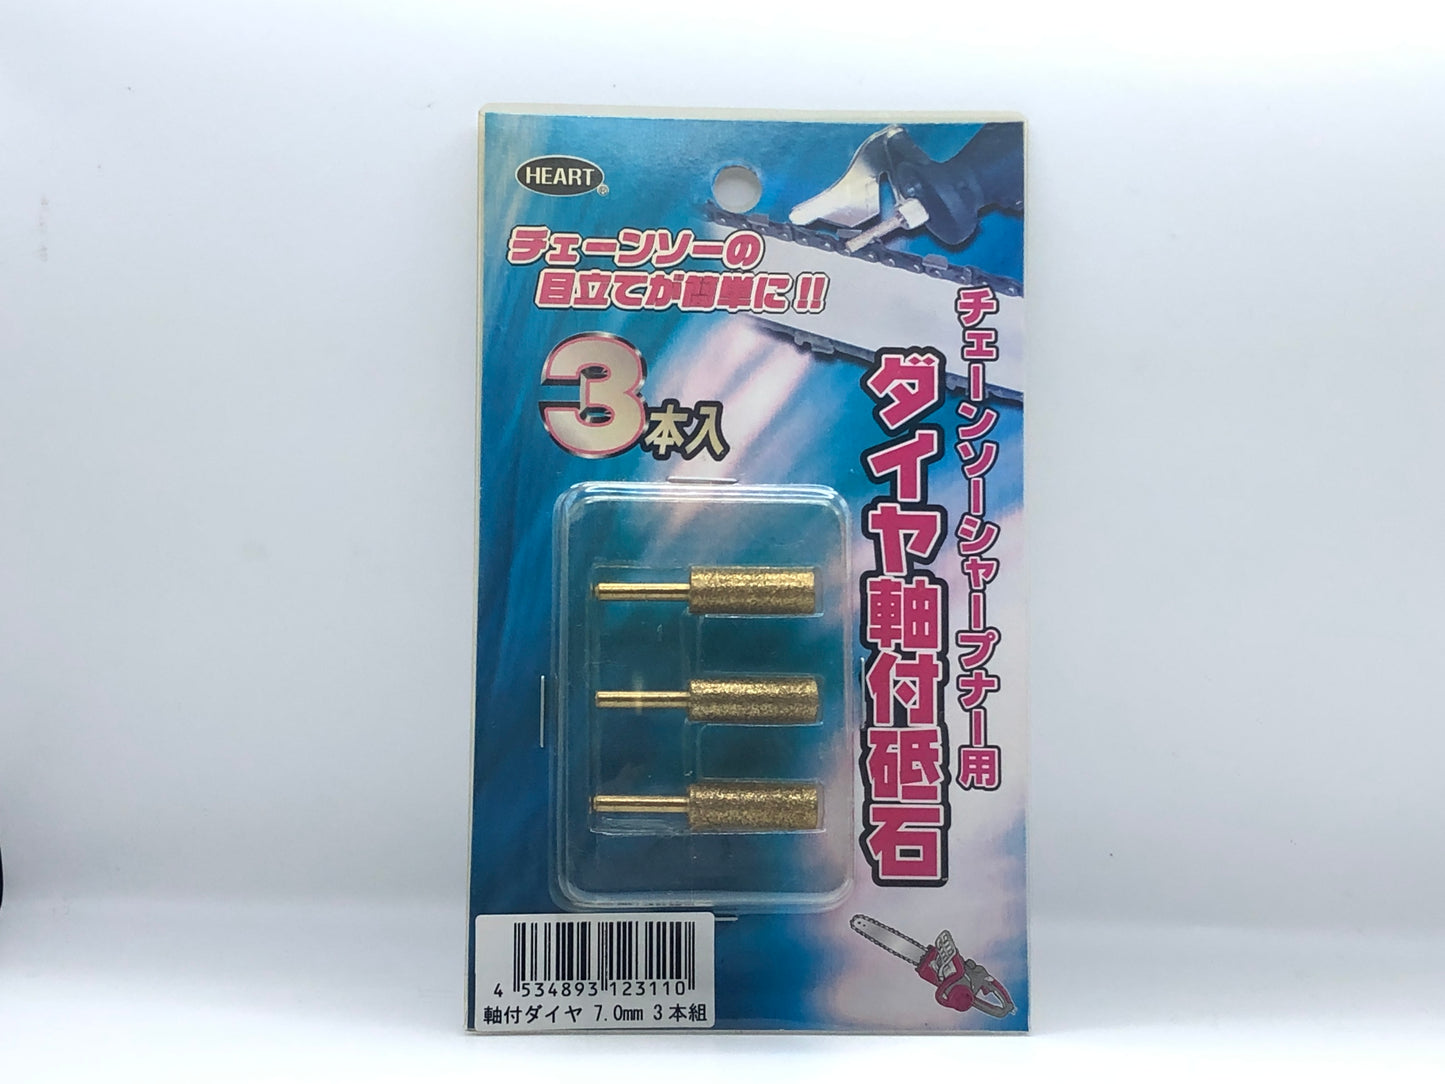 HEART®
チェーンソーの
目立てが簡単に!!
3本入
チェーンソーシャープナー用
ダイヤ軸付砥石
4 534893 123110
軸付ダイヤ 7.0mm 3本組